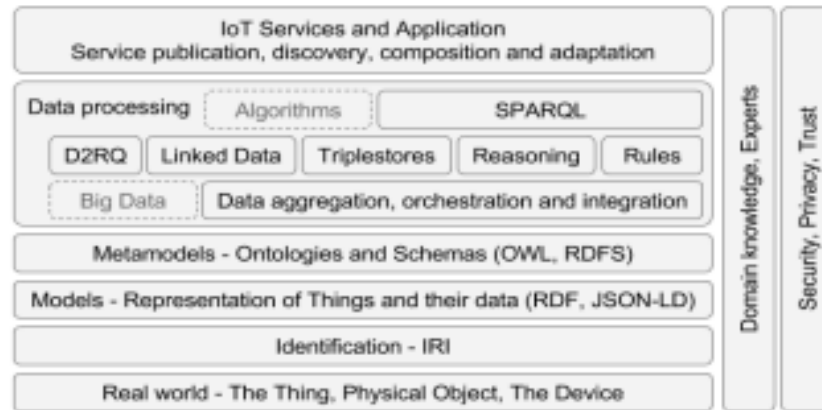 IoT Services and Application
Service publication, discovery, composition and adaptation
Data processing
Algorithms
SPARQL
D2RQ
Linked Data
Triplestores
Reasoning
Rules
Big Data
Data aggregation, orchestration and integration
Metamodels - Ontologies and Schemas (OWL, RDFS)
Models - Representation of Things and their data (RDF, JSON-LD)
Identification - IRI
Real world - The Thing, Physical Object, The Device
Domain knowledge, Experts
Security, Privacy, Trust